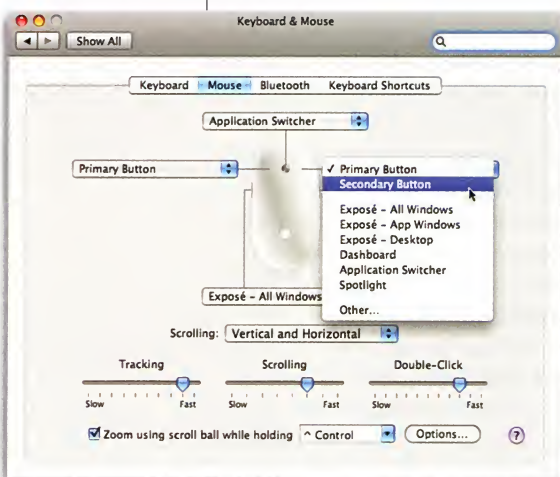 Keyboard & Mouse
Show All
Keyboard Mouse Bluetooth Keyboard Shortcuts
Application Switcher
Primary Button
✓ Primary Button
Secondary Button
Exposé – All Windows
Exposé – App Windows
Exposé – Desktop
Dashboard
Application Switcher
Spotlight
Other...
Exposé – All Windows
Scrolling: Vertical and Horizontal
Tracking Scrolling Double-Click
Slow Fast Slow Fast Slow Fast
Zoom using scroll ball while holding ^ Control Options... ?